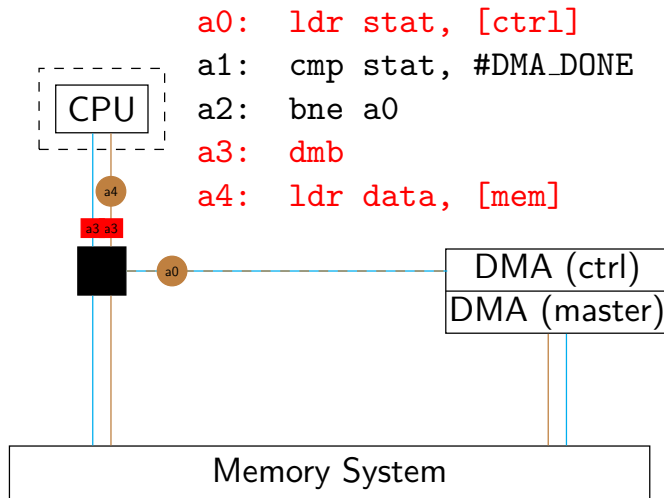 a0: ldr stat, [ctrl]
a1: cmp stat, #DMA_DONE
a2: bne a0
a3: dmb
a4: ldr data, [mem]
CPU
a4
a3 a3
a0
DMA (ctrl)
DMA (master)
Memory System